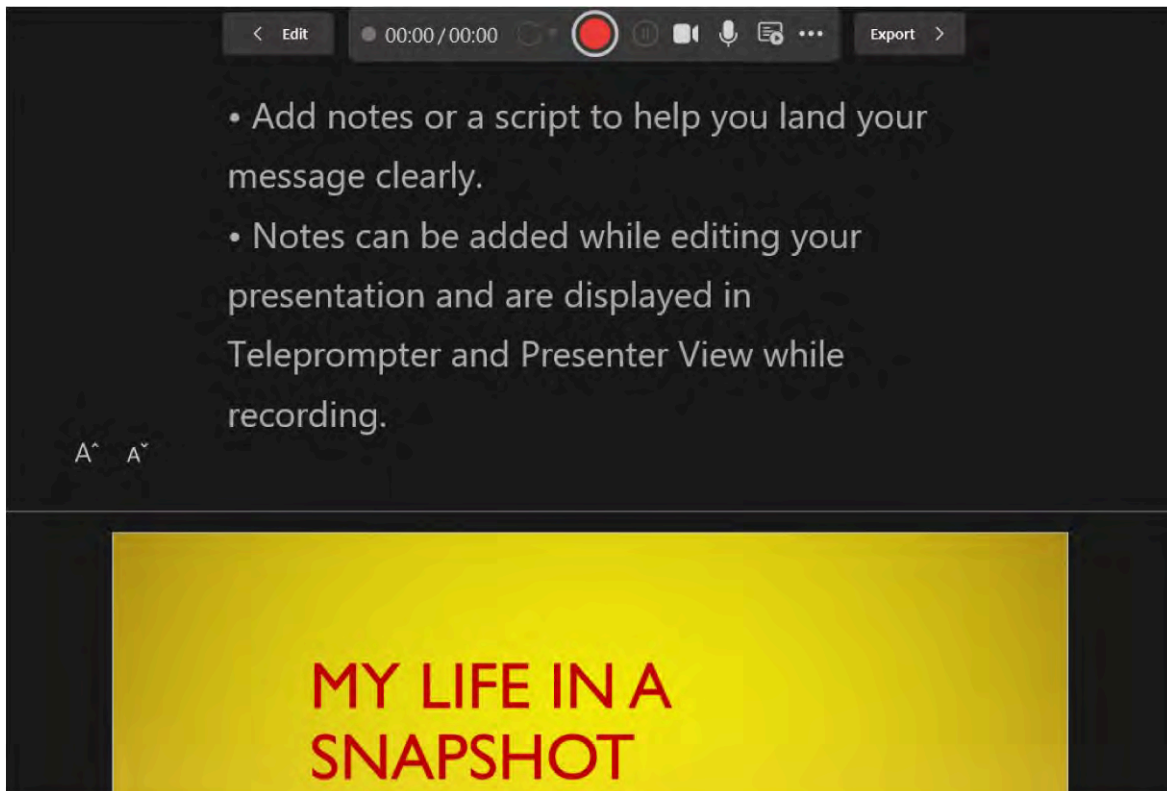 Edit 00:00 / 00:00 Export
• Add notes or a script to help you land your
message clearly.
• Notes can be added while editing your
presentation and are displayed in
Teleprompter and Presenter View while
recording.
A A
MY LIFE IN A
SNAPSHOT